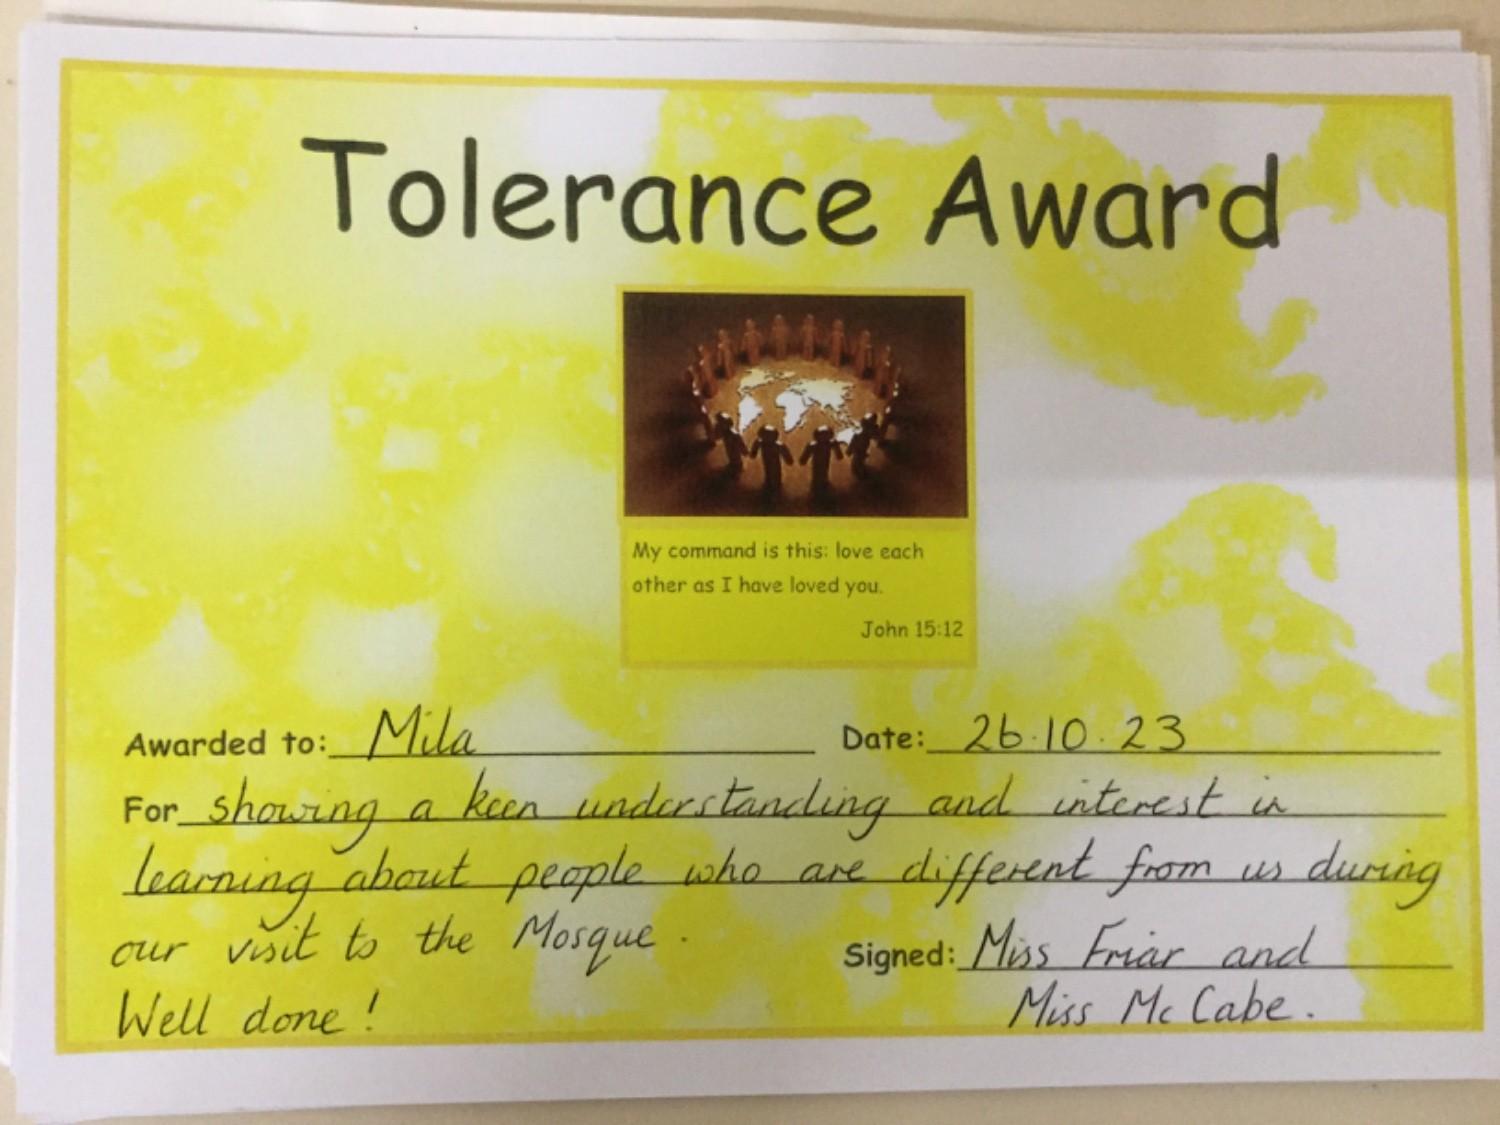 Tolerance Award
My command is this: love each
other as I have loved you.
John 15:12
Awarded to: Mila Date: 26.10.23
For showing a keen understanding and interest in
learning about people who are different from us during
our visit to the Mosque.
Well done!
Signed: Miss Friar and
Miss McCabe.